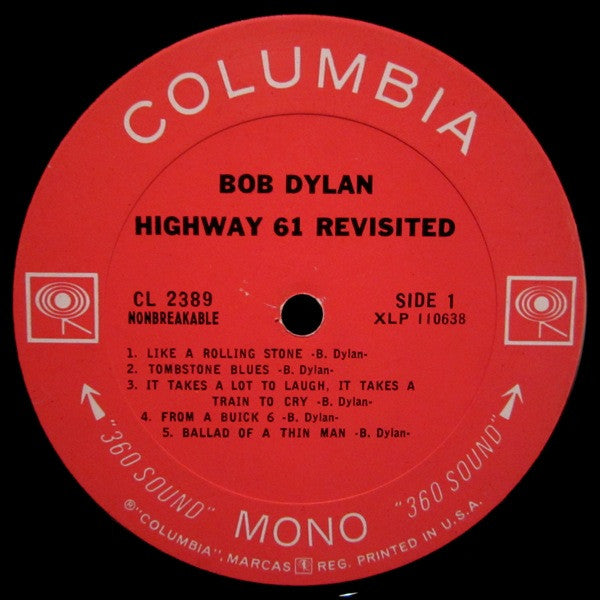 COLUMBIA
BOB DYLAN
HIGHWAY 61 REVISITED
CL 2389
NONBREAKABLE
SIDE 1
XLP 110638
1. LIKE A ROLLING STONE -B. Dylan-
2. TOMBSTONE BLUES -B. Dylan-
3. IT TAKES A LOT TO LAUGH, IT TAKES A
TRAIN TO CRY -B. Dylan-
4. FROM A BUICK 6 -B. Dylan-
5. BALLAD OF A THIN MAN -B. Dylan-
"360 SOUND"
MONO
"360 SOUND"
℗"COLUMBIA", MARCAS REG. PRINTED IN U.S.A.